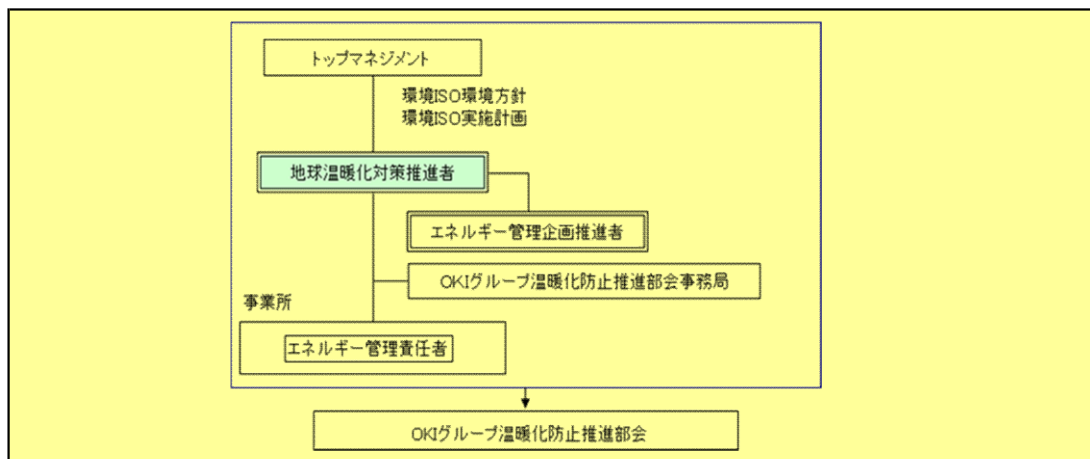 トップマネジメント
環境ISO環境方針
環境ISO実施計画
地球温暖化対策推進者
エネルギー管理企画推進者
OKIグループ温暖化防止推進部会事務局
事業所
エネルギー管理責任者
OKIグループ温暖化防止推進部会